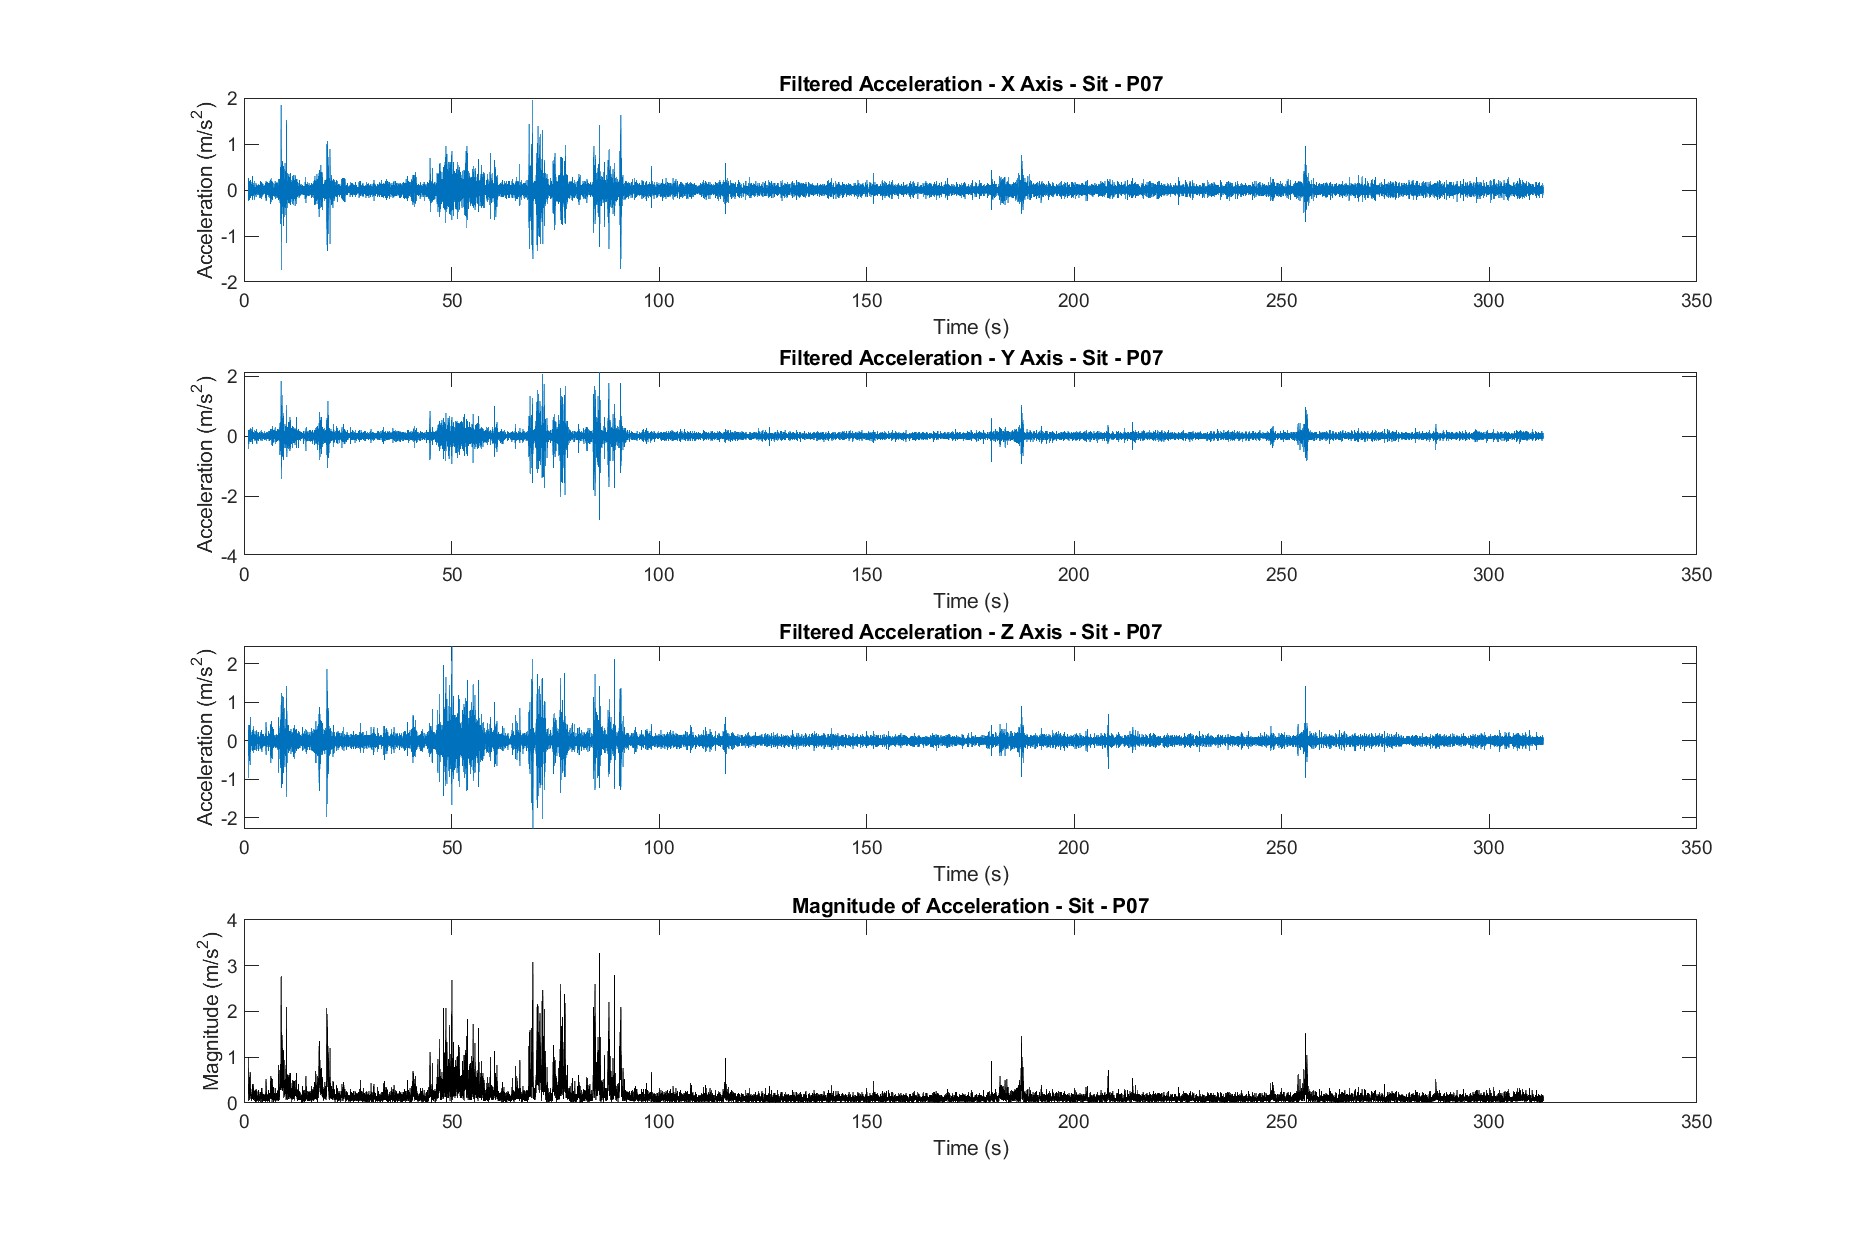 Filtered Acceleration - X Axis - Sit - P07
Acceleration (m/s²)
2
1
0
-1
-2
0 50 100 150 200 250 300 350
Time (s)
Filtered Acceleration - Y Axis - Sit - P07
Acceleration (m/s²)
2
0
-2
-4
0 50 100 150 200 250 300 350
Time (s)
Filtered Acceleration - Z Axis - Sit - P07
Acceleration (m/s²)
2
1
0
-1
-2
0 50 100 150 200 250 300 350
Time (s)
Magnitude of Acceleration - Sit - P07
Magnitude (m/s²)
4
3
2
1
0
0 50 100 150 200 250 300 350
Time (s)